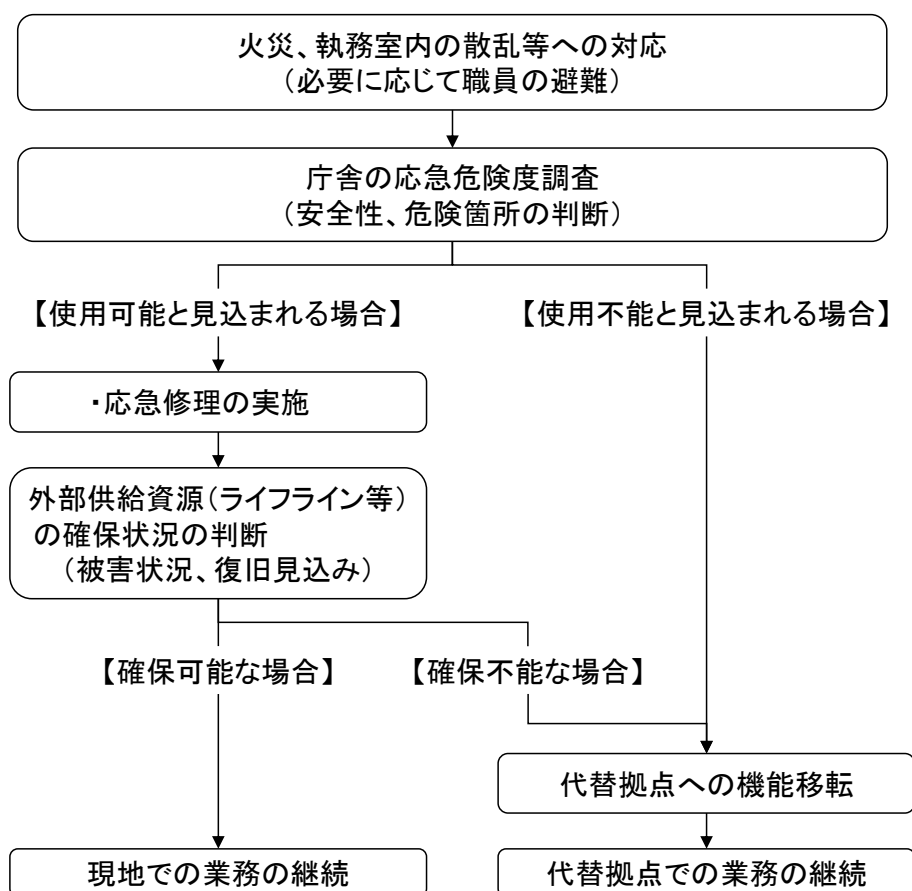 火災、執務室内の散乱等への対応
（必要に応じて職員の避難）
庁舎の応急危険度調査
（安全性、危険箇所の判断）
【使用可能と見込まれる場合】
【使用不能と見込まれる場合】
・応急修理の実施
外部供給資源（ライフライン等）
の確保状況の判断
（被害状況、復旧見込み）
【確保可能な場合】
【確保不能な場合】
代替拠点への機能移転
現地での業務の継続
代替拠点での業務の継続